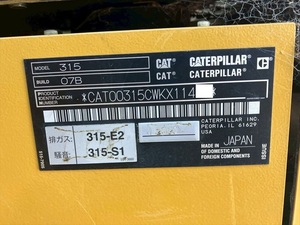 MODEL 315 CAT CATERPILLAR
BUILD 07B CAT CATERPILLAR
PRODUCT IDENTIFICATION NUMBER *CAT00315CWKX114
排ガス 315-E2
騒音 315-S1
CATERPILLAR INC.
PEORIA, IL 61629
MADE IN JAPAN
OF DOMESTIC AND
FOREIGN COMPONENTS
ISSUE